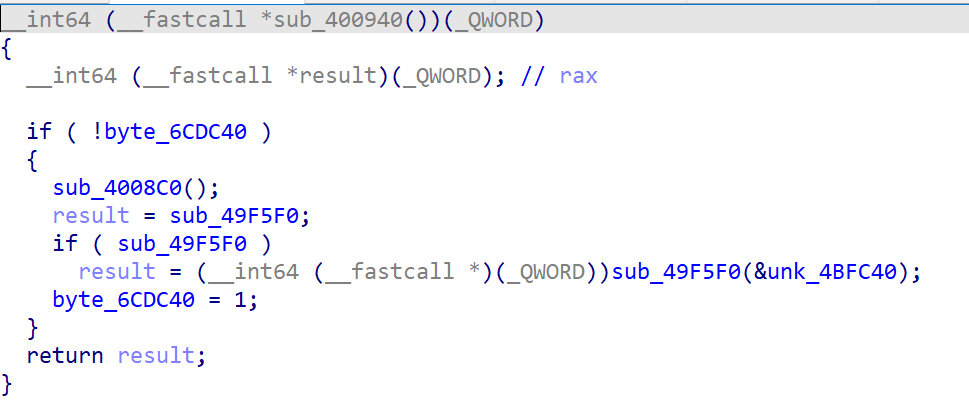 __int64 (__fastcall *sub_400940())(_QWORD)
{
  __int64 (__fastcall *result)(_QWORD); // rax

  if ( !byte_6CDC40 )
  {
    sub_4008C0();
    result = sub_49F5F0;
    if ( sub_49F5F0 )
      result = (__int64 (__fastcall *)(_QWORD))sub_49F5F0(&unk_4BFC40);
    byte_6CDC40 = 1;
  }
  return result;
}